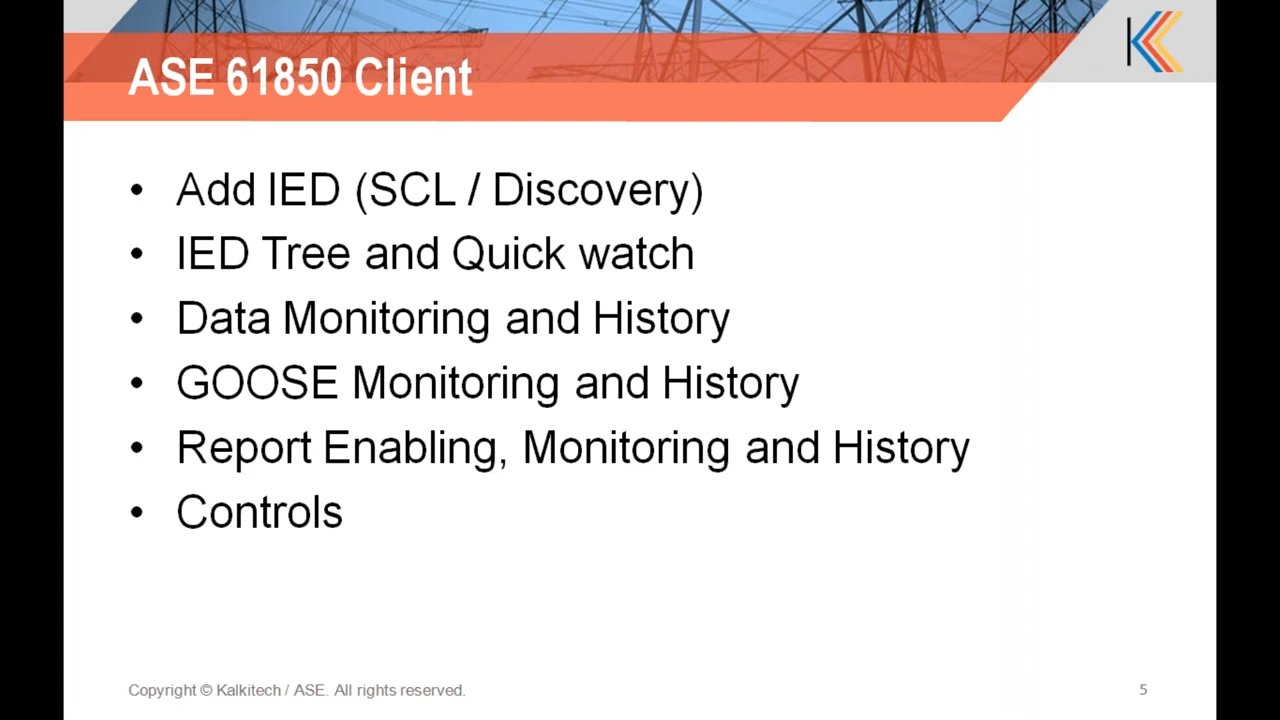 ASE 61850 Client
• Add IED (SCL / Discovery)
• IED Tree and Quick watch
• Data Monitoring and History
• GOOSE Monitoring and History
• Report Enabling, Monitoring and History
• Controls
Copyright © Kalkitech / ASE. All rights reserved.
5